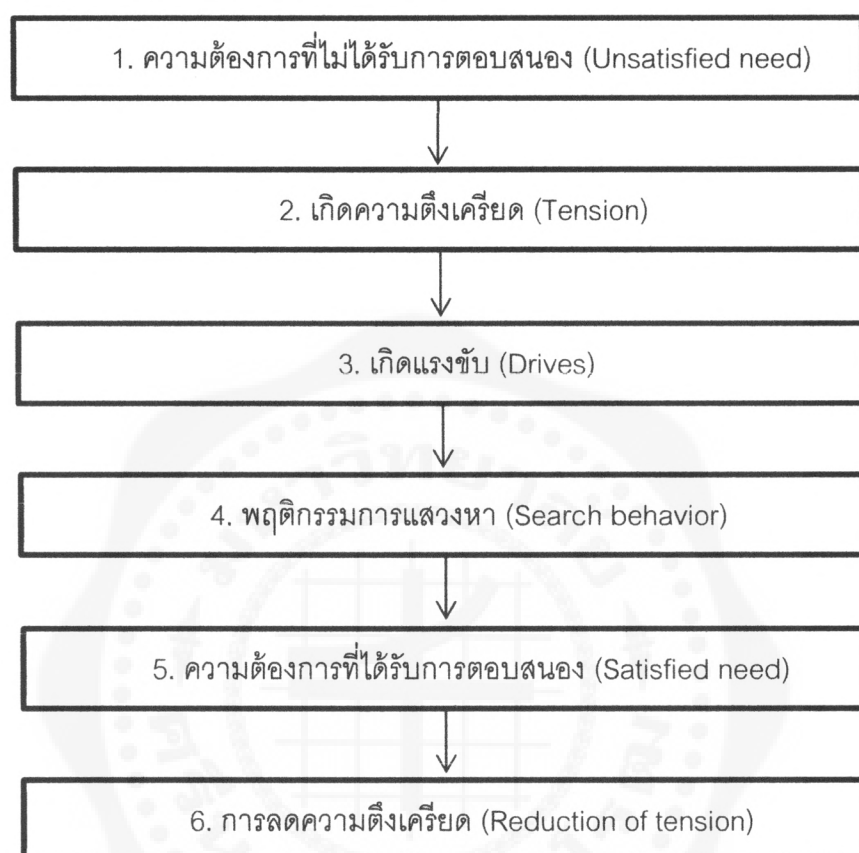 1. ความต้องการที่ไม่ได้รับการตอบสนอง (Unsatisfied need)
2. เกิดความตึงเครียด (Tension)
3. เกิดแรงขับ (Drives)
4. พฤติกรรมการแสวงหา (Search behavior)
5. ความต้องการที่ได้รับการตอบสนอง (Satisfied need)
6. การลดความตึงเครียด (Reduction of tension)